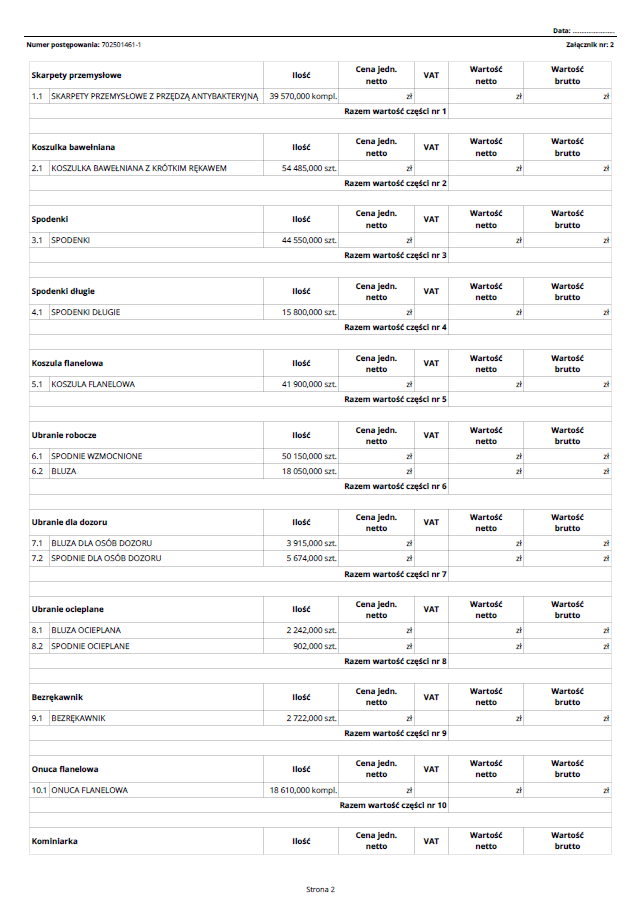 Data: ......................
Numer postępowania: 702501461-1 Załącznik nr: 2
Skarpety przemysłowe Ilość Cena jedn. netto VAT Wartość netto Wartość brutto
1.1 SKARPETY PRZEMYSŁOWE Z PRZĘDZĄ ANTYBAKTERYJNĄ 39 570,000 kompl. zł zł zł
Razem wartość części nr 1
Koszulka bawełniana Ilość Cena jedn. netto VAT Wartość netto Wartość brutto
2.1 KOSZULKA BAWEŁNIANA Z KRÓTKIM RĘKAWEM 54 485,000 szt. zł zł zł
Razem wartość części nr 2
Spodenki Ilość Cena jedn. netto VAT Wartość netto Wartość brutto
3.1 SPODENKI 44 550,000 szt. zł zł zł
Razem wartość części nr 3
Spodenki długie Ilość Cena jedn. netto VAT Wartość netto Wartość brutto
4.1 SPODENKI DŁUGIE 15 800,000 szt. zł zł zł
Razem wartość części nr 4
Koszula flanelowa Ilość Cena jedn. netto VAT Wartość netto Wartość brutto
5.1 KOSZULA FLANELOWA 41 900,000 szt. zł zł zł
Razem wartość części nr 5
Ubranie robocze Ilość Cena jedn. netto VAT Wartość netto Wartość brutto
6.1 SPODNIE WZMOCNIONE 50 150,000 szt. zł zł zł
6.2 BLUZA 18 050,000 szt. zł zł zł
Razem wartość części nr 6
Ubranie dla dozoru Ilość Cena jedn. netto VAT Wartość netto Wartość brutto
7.1 BLUZA DLA OSÓB DOZORU 3 915,000 szt. zł zł zł
7.2 SPODNIE DLA OSÓB DOZORU 5 674,000 szt. zł zł zł
Razem wartość części nr 7
Ubranie ocieplane Ilość Cena jedn. netto VAT Wartość netto Wartość brutto
8.1 BLUZA OCIEPLANA 2 242,000 szt. zł zł zł
8.2 SPODNIE OCIEPLANE 902,000 szt. zł zł zł
Razem wartość części nr 8
Bezrękawnik Ilość Cena jedn. netto VAT Wartość netto Wartość brutto
9.1 BEZRĘKAWNIK 2 722,000 szt. zł zł zł
Razem wartość części nr 9
Onuca flanelowa Ilość Cena jedn. netto VAT Wartość netto Wartość brutto
10.1 ONUCA FLANELOWA 18 610,000 kompl. zł zł zł
Razem wartość części nr 10
Kominiarka Ilość Cena jedn. netto VAT Wartość netto Wartość brutto
Strona 2